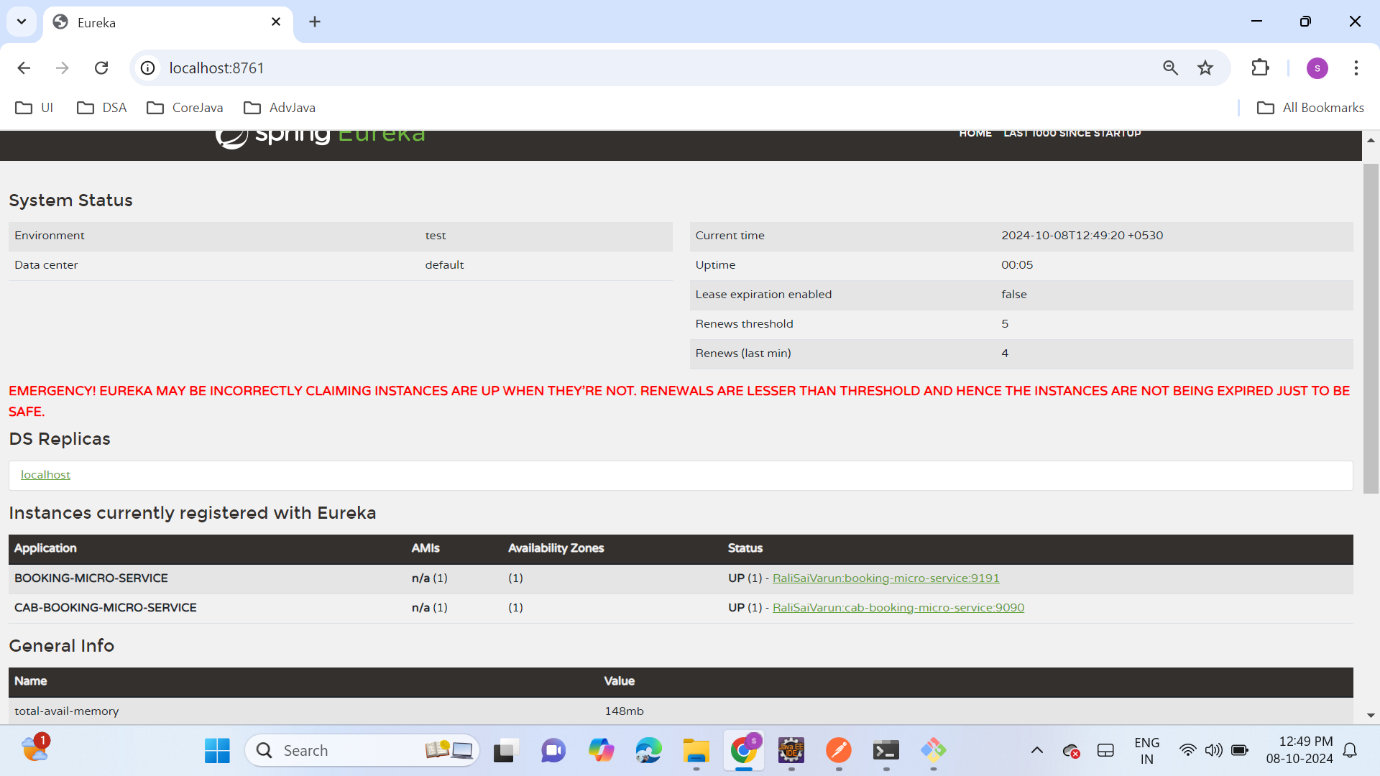 Eureka
localhost:8761
UI DSA CoreJava AdvJava All Bookmarks
s
spring Eureka HOME LAST 1000 SINCE STARTUP
System Status
Environment test
Data center default
Current time 2024-10-08T12:49:20 +0530
Uptime 00:05
Lease expiration enabled false
Renews threshold 5
Renews (last min) 4
EMERGENCY! EUREKA MAY BE INCORRECTLY CLAIMING INSTANCES ARE UP WHEN THEY'RE NOT. RENEWALS ARE LESSER THAN THRESHOLD AND HENCE THE INSTANCES ARE NOT BEING EXPIRED JUST TO BE
SAFE.
DS Replicas
localhost
Instances currently registered with Eureka
Application AMIs Availability Zones Status
BOOKING-MICRO-SERVICE n/a (1) (1) UP (1) - RaliSaiVarun:booking-micro-service:9191
CAB-BOOKING-MICRO-SERVICE n/a (1) (1) UP (1) - RaliSaiVarun:cab-booking-micro-service:9090
General Info
Name Value
total-avail-memory 148mb
1
Search
s
Java EE
IDE
ENG
IN
12:49 PM
08-10-2024